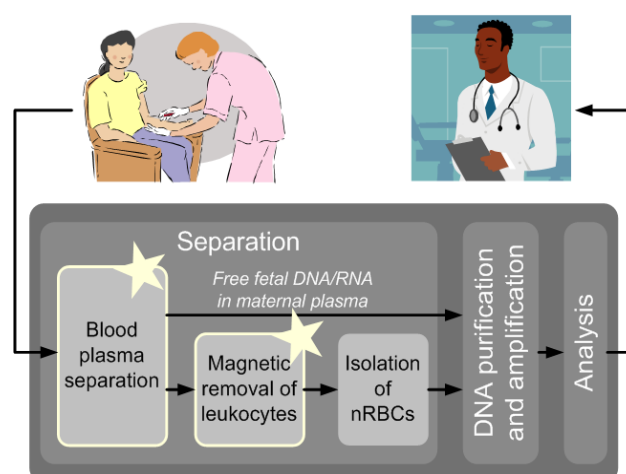 Separation
Free fetal DNA/RNA
in maternal plasma
Blood
plasma
separation
Magnetic
removal of
leukocytes
Isolation
of
nRBCs
DNA purification
and amplification
Analysis